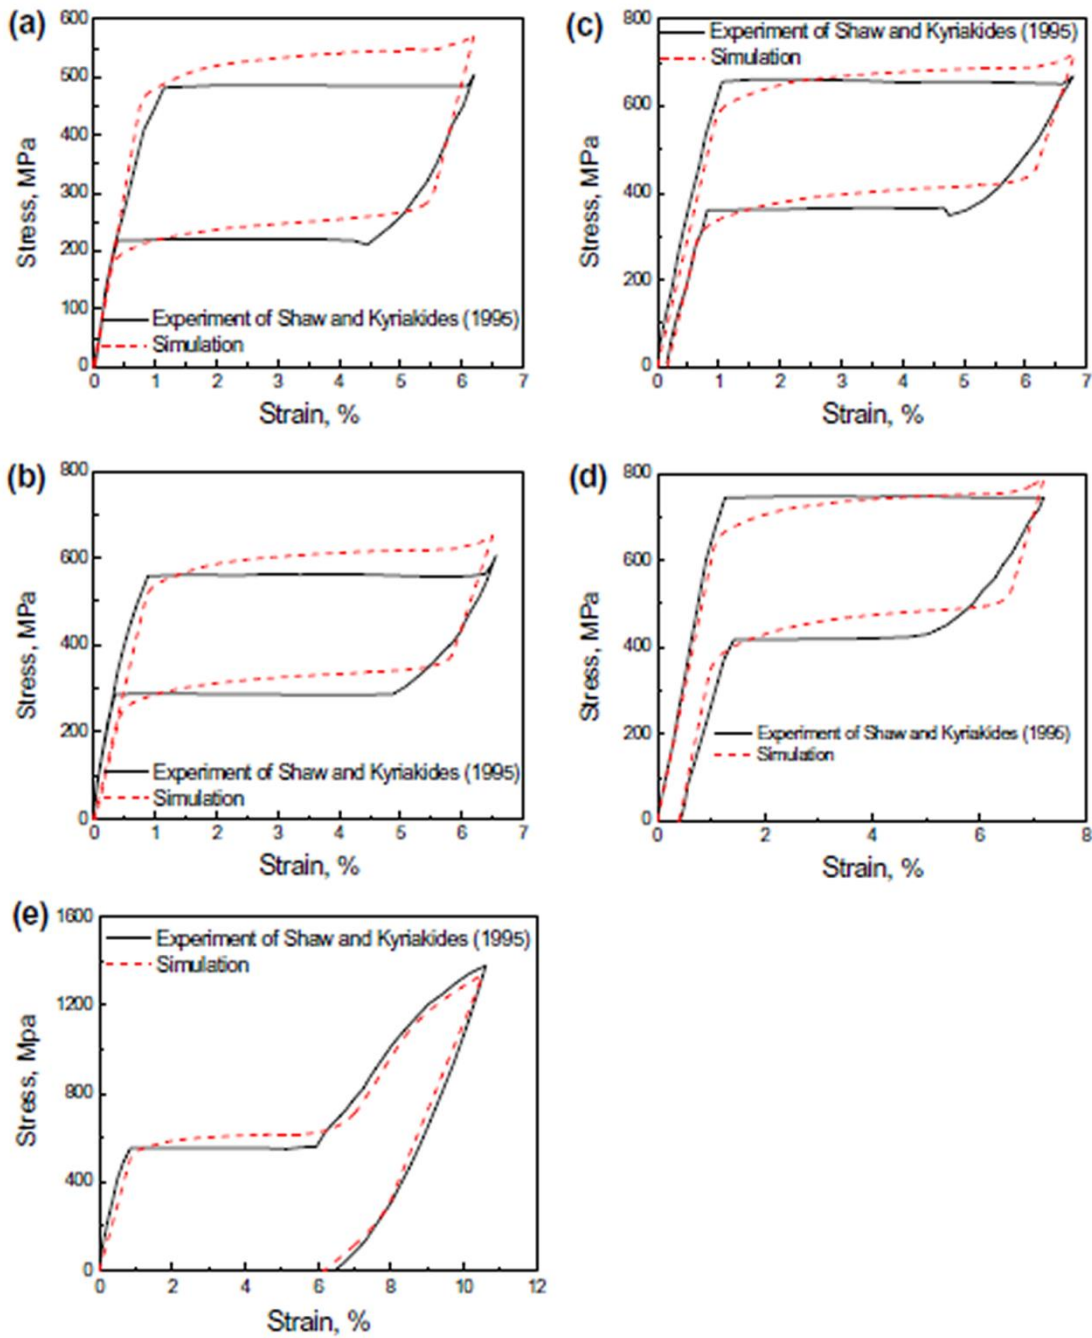 (a)
600
500
400
300
200
100
0
Stress, MPa
Experiment of Shaw and Kyriakides (1995)
Simulation
0 1 2 3 4 5 6 7
Strain, %
(c)
800
600
400
200
0
Stress, MPa
Experiment of Shaw and Kyriakides (1995)
Simulation
0 1 2 3 4 5 6 7
Strain, %
(b)
800
600
400
200
0
Stress, MPa
Experiment of Shaw and Kyriakides (1995)
Simulation
0 1 2 3 4 5 6 7
Strain, %
(d)
800
600
400
200
0
Stress, MPa
Experiment of Shaw and Kyriakides (1995)
Simulation
0 2 4 6 8
Strain, %
(e)
1600
1200
800
400
0
Stress, Mpa
Experiment of Shaw and Kyriakides (1995)
Simulation
0 2 4 6 8 10 12
Strain, %